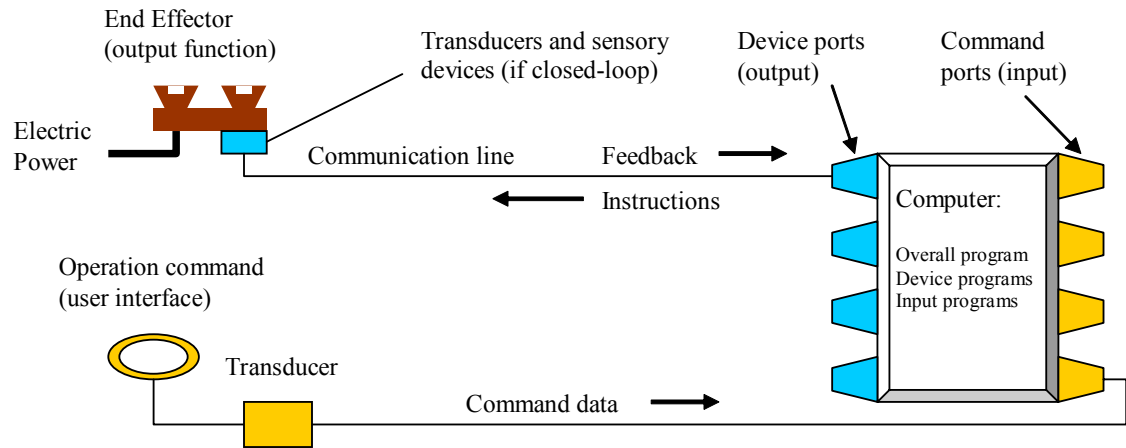 End Effector
(output function)
Transducers and sensory
devices (if closed-loop)
Device ports
(output)
Command
ports (input)
Electric
Power
Communication line
Feedback
Instructions
Computer:
Overall program
Device programs
Input programs
Operation command
(user interface)
Transducer
Command data